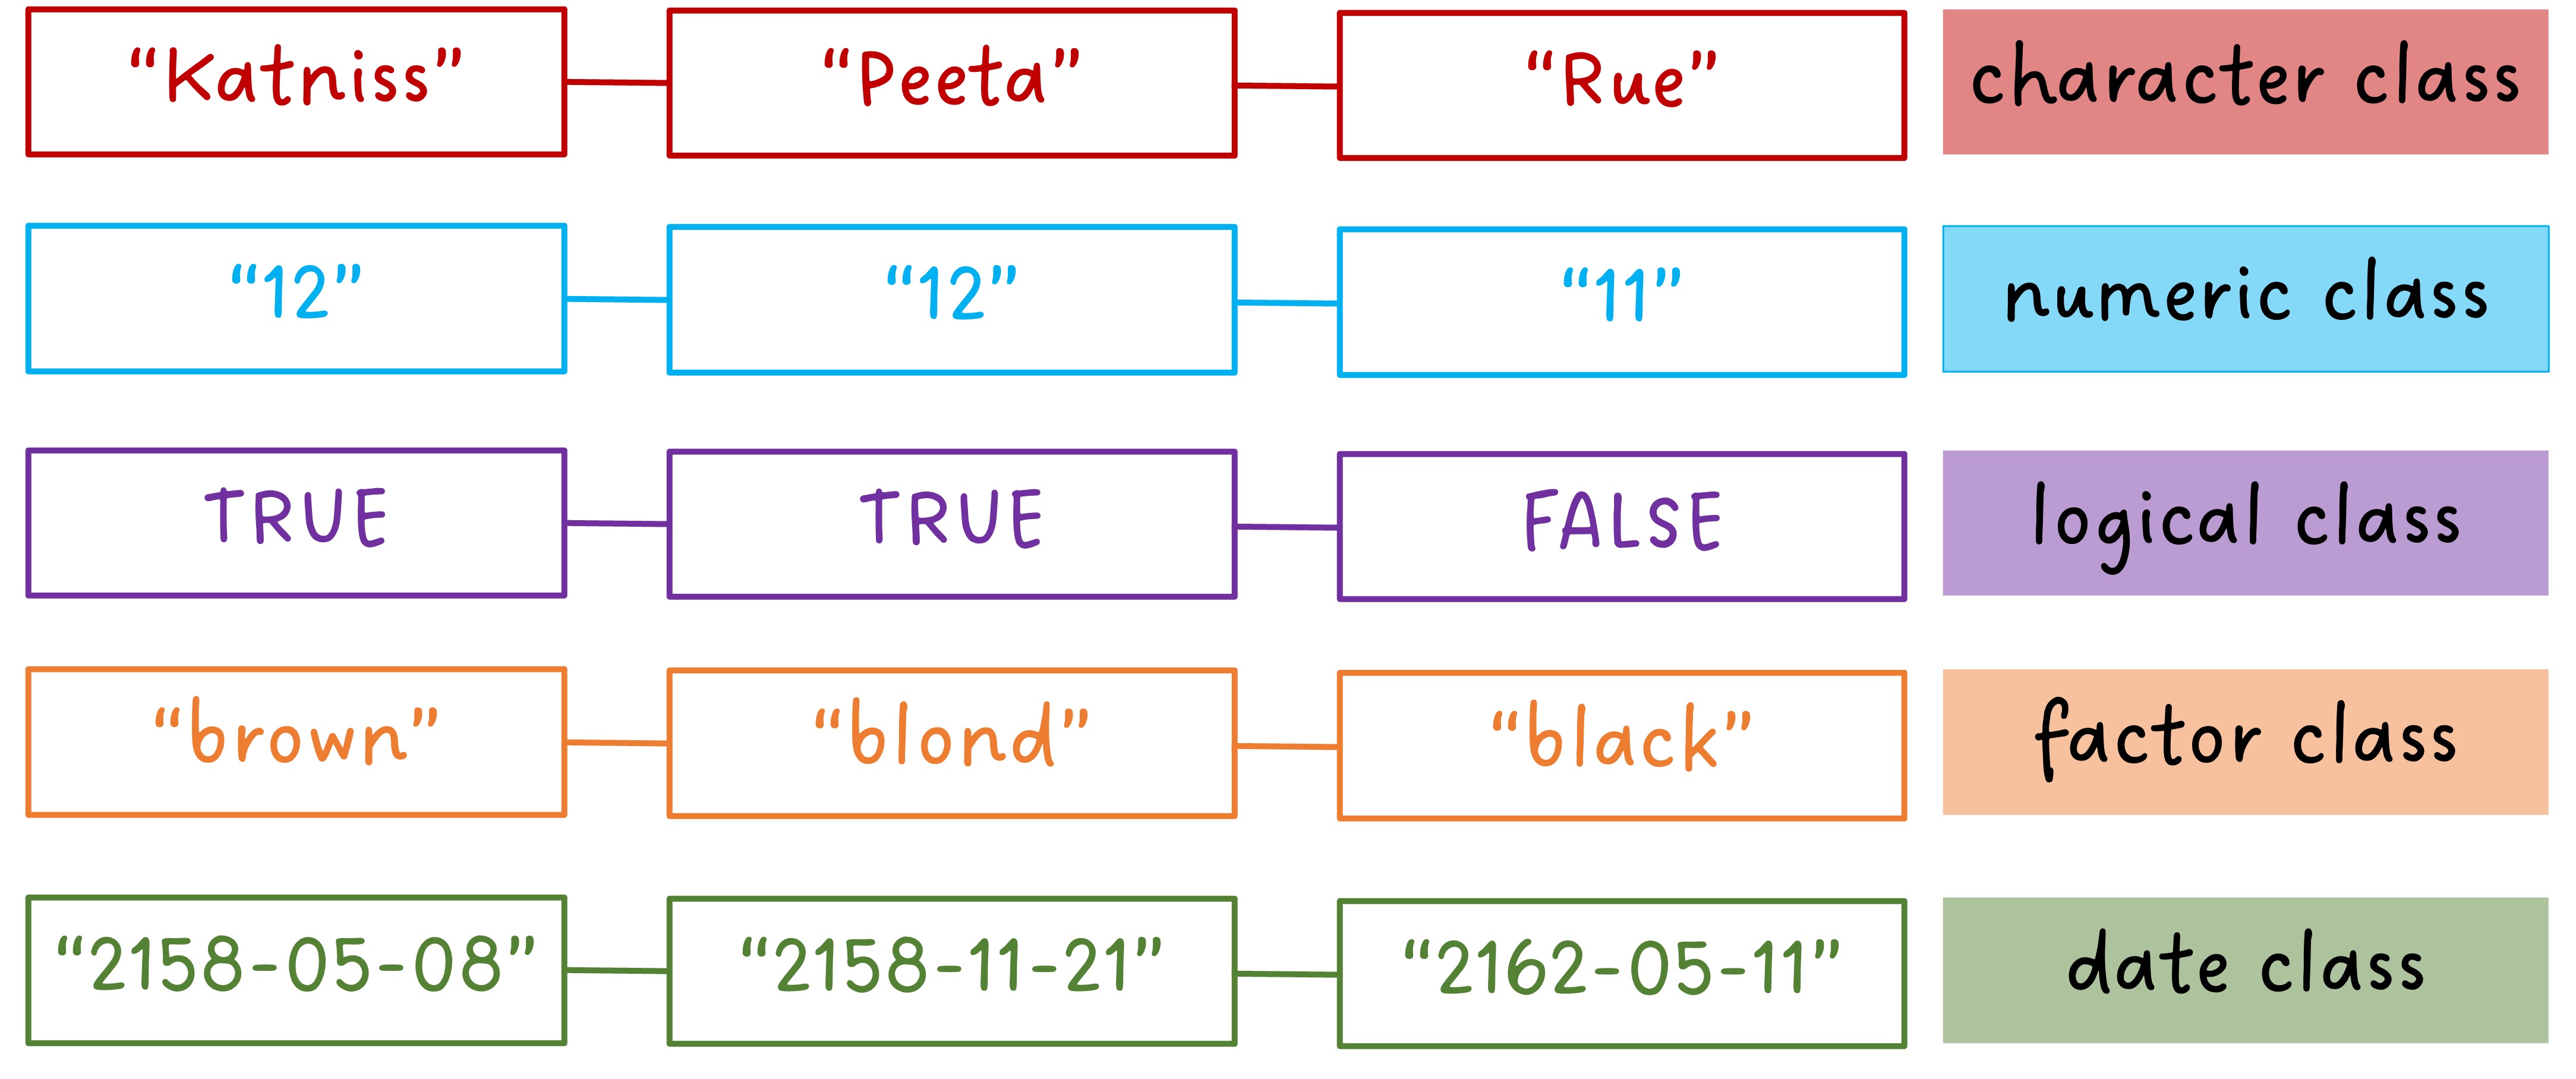 “Katniss” “Peeta” “Rue” character class
“12” “12” “11” numeric class
TRUE TRUE FALSE logical class
“brown” “blond” “black” factor class
“2158-05-08” “2158-11-21” “2162-05-11” date class